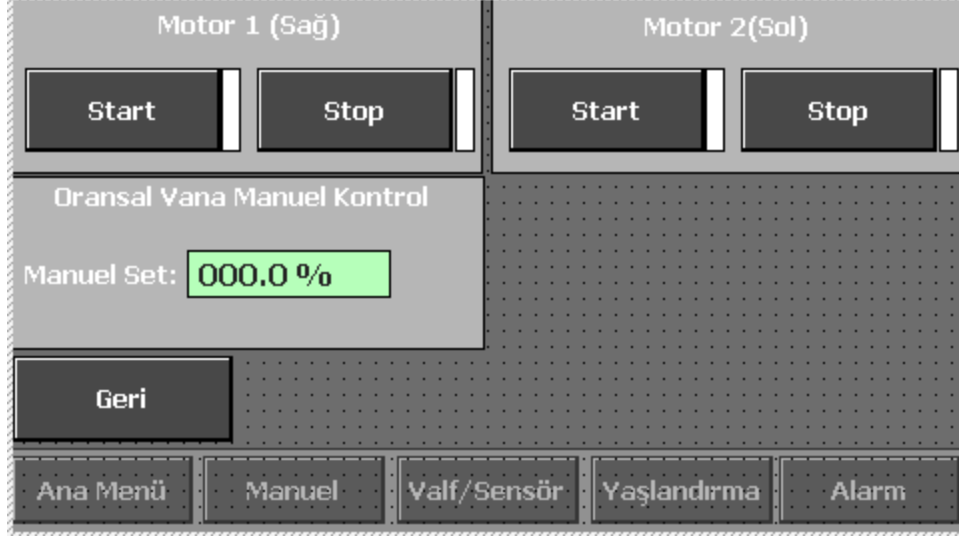 Motor 1 (Sağ)
Motor 2(Sol)
Start
Stop
Start
Stop
Oransal Vana Manuel Kontrol
Manuel Set: 000.0 %
Geri
Ana Menü
Manuel
Valf/Sensör
Yaşlandırma
Alarm